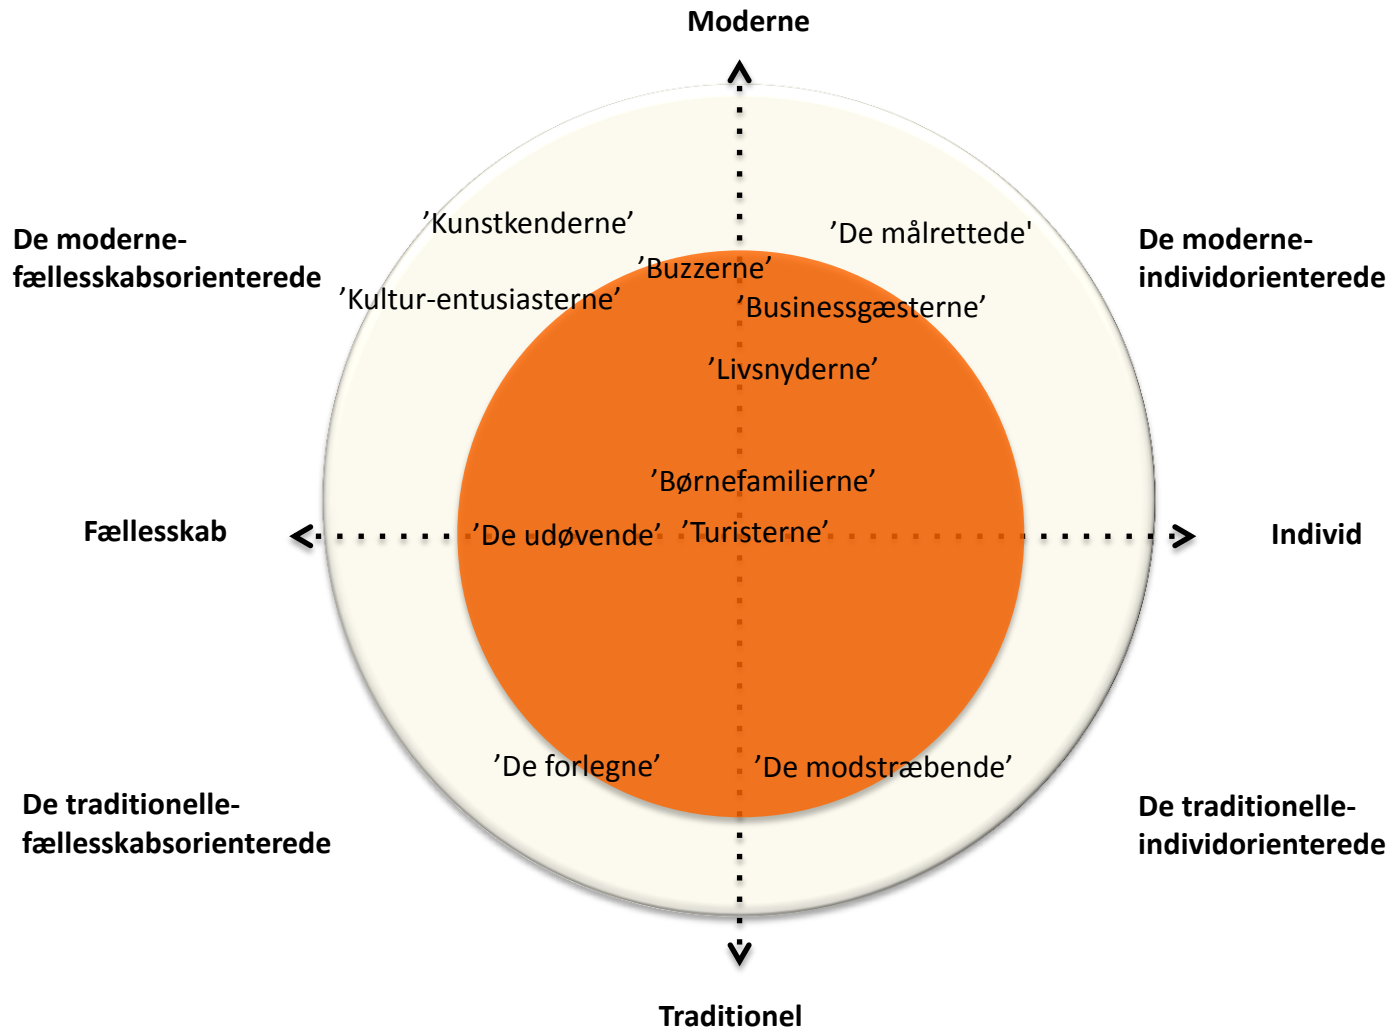 Moderne
’Kunstkenderne’
’De målrettede'
De moderne-
fællesskabsorienterede
De moderne-
individorienterede
’Buzzerne’
’Kultur-entusiasterne’
’Businessgæsterne’
’Livsnyderne’
’Børnefamilierne’
Fællesskab
’De udøvende’
’Turisterne’
Individ
’De forlegne’
’De modstræbende’
De traditionelle-
fællesskabsorienterede
De traditionelle-
individorienterede
Traditionel